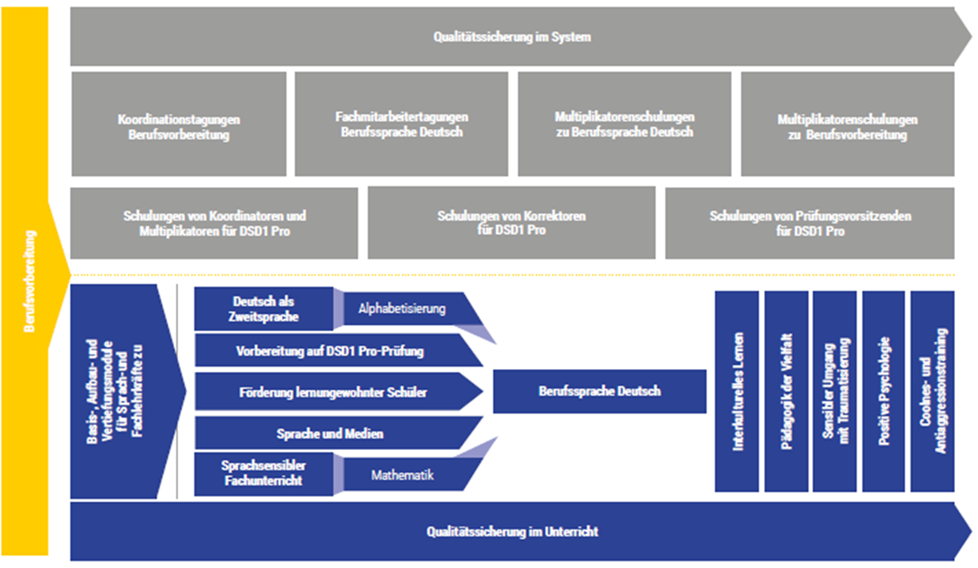 Qualitätssicherung im System
Koordinationstagungen
Berufsvorbereitung
Fachmitarbeitertagungen
Berufssprache Deutsch
Multiplikatorenschulungen
zu Berufssprache Deutsch
Multiplikatorenschulungen
zu Berufsvorbereitung
Schulungen von Koordinatoren und
Multiplikatoren für DSD1 Pro
Schulungen von Korrektoren
für DSD1 Pro
Schulungen von Prüfungsvorsitzenden
für DSD1 Pro
Berufsvorbereitung
Basis-, Aufbau- und
Vertiefungsmodule
für Sprach- und
Fachlehrkräfte zu
Deutsch als
Zweitsprache
Alphabetisierung
Vorbereitung auf DSD1 Pro-Prüfung
Förderung lernungewohnter Schüler
Sprache und Medien
Sprachsensibler
Fachunterricht
Mathematik
Berufssprache Deutsch
Interkulturelles Lernen
Pädagogik der Vielfalt
Sensibler Umgang
mit Traumatisierung
Positive Psychologie
Coolnes- und
Antiaggressionstraining
Qualitätssicherung im Unterricht